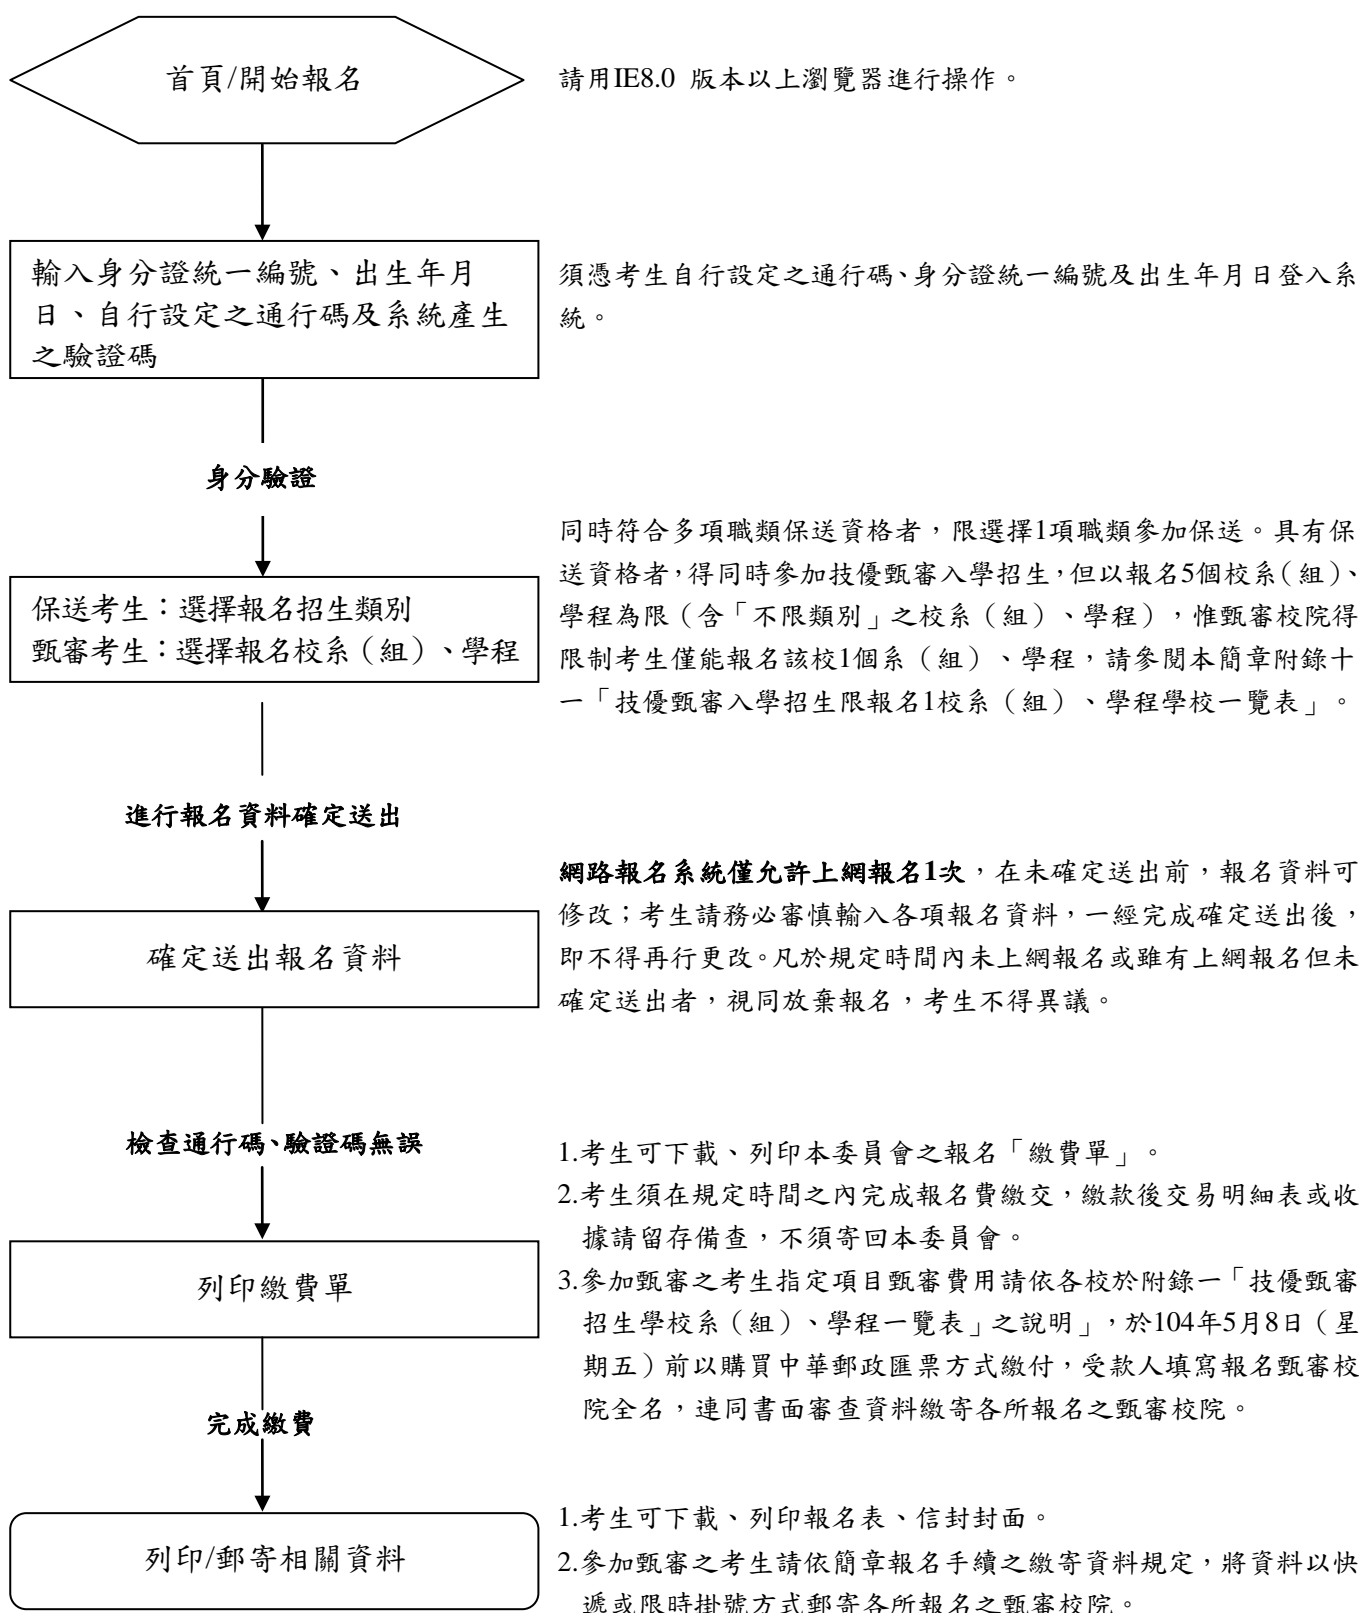 首頁/開始報名
請用IE8.0 版本以上瀏覽器進行操作。
輸入身分證統一編號、出生年月
日、自行設定之通行碼及系統產生
之驗證碼
須憑考生自行設定之通行碼、身分證統一編號及出生年月日登入系
統。
身分驗證
保送考生：選擇報名招生類別
甄審考生：選擇報名校系（組）、學程
同時符合多項職類保送資格者，限選擇1項職類參加保送。具有保
送資格者，得同時參加技優甄審入學招生，但以報名5個校系（組）、
學程為限（含「不限類別」之校系（組）、學程），惟甄審校院得
限制考生僅能報名該校1個系（組）、學程，請參閱本簡章附錄十
一「技優甄審入學招生限報名1校系（組）、學程學校一覽表」。
進行報名資料確定送出
確定送出報名資料
網路報名系統僅允許上網報名1次，在未確定送出前，報名資料可
修改；考生請務必審慎輸入各項報名資料，一經完成確定送出後，
即不得再行更改。凡於規定時間內未上網報名或雖有上網報名但未
確定送出者，視同放棄報名，考生不得異議。
檢查通行碼、驗證碼無誤
列印繳費單
1.考生可下載、列印本委員會之報名「繳費單」。
2.考生須在規定時間之內完成報名費繳交，繳款後交易明細表或收
據請留存備查，不須寄回本委員會。
3.參加甄審之考生指定項目甄審費用請依各校於附錄一「技優甄審
招生學校系（組）、學程一覽表」之說明」，於104年5月8日（星
期五）前以購買中華郵政匯票方式繳付，受款人填寫報名甄審校
院全名，連同書面審查資料繳寄各所報名之甄審校院。
完成繳費
列印/郵寄相關資料
1.考生可下載、列印報名表、信封封面。
2.參加甄審之考生請依簡章報名手續之繳寄資料規定，將資料以快
遞或限時掛號方式郵寄各所報名之甄審校院。